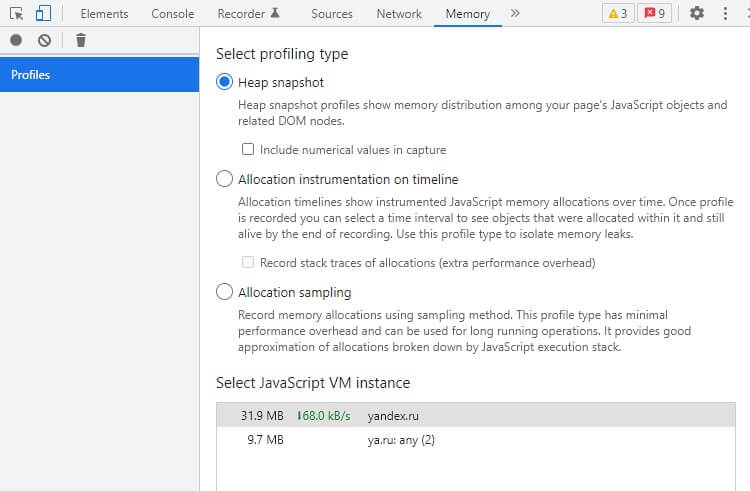 Elements Console Recorder Sources Network Memory » 3 9
Profiles
Select profiling type
Heap snapshot
Heap snapshot profiles show memory distribution among your page's JavaScript objects and
related DOM nodes.
Include numerical values in capture
Allocation instrumentation on timeline
Allocation timelines show instrumented JavaScript memory allocations over time. Once profile
is recorded you can select a time interval to see objects that were allocated within it and still
alive by the end of recording. Use this profile type to isolate memory leaks.
Record stack traces of allocations (extra performance overhead)
Allocation sampling
Record memory allocations using sampling method. This profile type has minimal
performance overhead and can be used for long running operations. It provides good
approximation of allocations broken down by JavaScript execution stack.
Select JavaScript VM instance
31.9 MB ⬇68.0 kB/s yandex.ru
9.7 MB ya.ru: any (2)